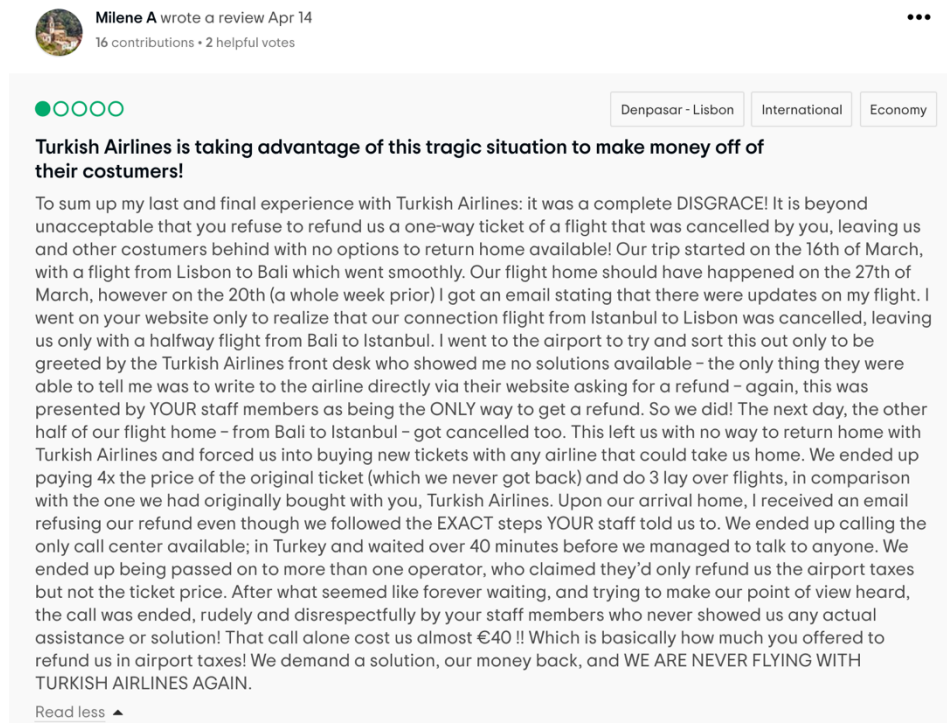 Milene A wrote a review Apr 14
16 contributions • 2 helpful votes
Denpasar - Lisbon
International
Economy
Turkish Airlines is taking advantage of this tragic situation to make money off of
their costumers!
To sum up my last and final experience with Turkish Airlines: it was a complete DISGRACE! It is beyond
unacceptable that you refuse to refund us a one-way ticket of a flight that was cancelled by you, leaving us
and other costumers behind with no options to return home available! Our trip started on the 16th of March,
with a flight from Lisbon to Bali which went smoothly. Our flight home should have happened on the 27th of
March, however on the 20th (a whole week prior) I got an email stating that there were updates on my flight. I
went on your website only to realize that our connection flight from Istanbul to Lisbon was cancelled, leaving
us only with a halfway flight from Bali to Istanbul. I went to the airport to try and sort this out only to be
greeted by the Turkish Airlines front desk who showed me no solutions available – the only thing they were
able to tell me was to write to the airline directly via their website asking for a refund – again, this was
presented by YOUR staff members as being the ONLY way to get a refund. So we did! The next day, the other
half of our flight home – from Bali to Istanbul – got cancelled too. This left us with no way to return home with
Turkish Airlines and forced us into buying new tickets with any airline that could take us home. We ended up
paying 4x the price of the original ticket (which we never got back) and do 3 lay over flights, in comparison
with the one we had originally bought with you, Turkish Airlines. Upon our arrival home, I received an email
refusing our refund even though we followed the EXACT steps YOUR staff told us to. We ended up calling the
only call center available; in Turkey and waited over 40 minutes before we managed to talk to anyone. We
ended up being passed on to more than one operator, who claimed they'd only refund us the airport taxes
but not the ticket price. After what seemed like forever waiting, and trying to make our point of view heard,
the call was ended, rudely and disrespectfully by your staff members who never showed us any actual
assistance or solution! That call alone cost us almost €40 !! Which is basically how much you offered to
refund us in airport taxes! We demand a solution, our money back, and WE ARE NEVER FLYING WITH
TURKISH AIRLINES AGAIN.
Read less